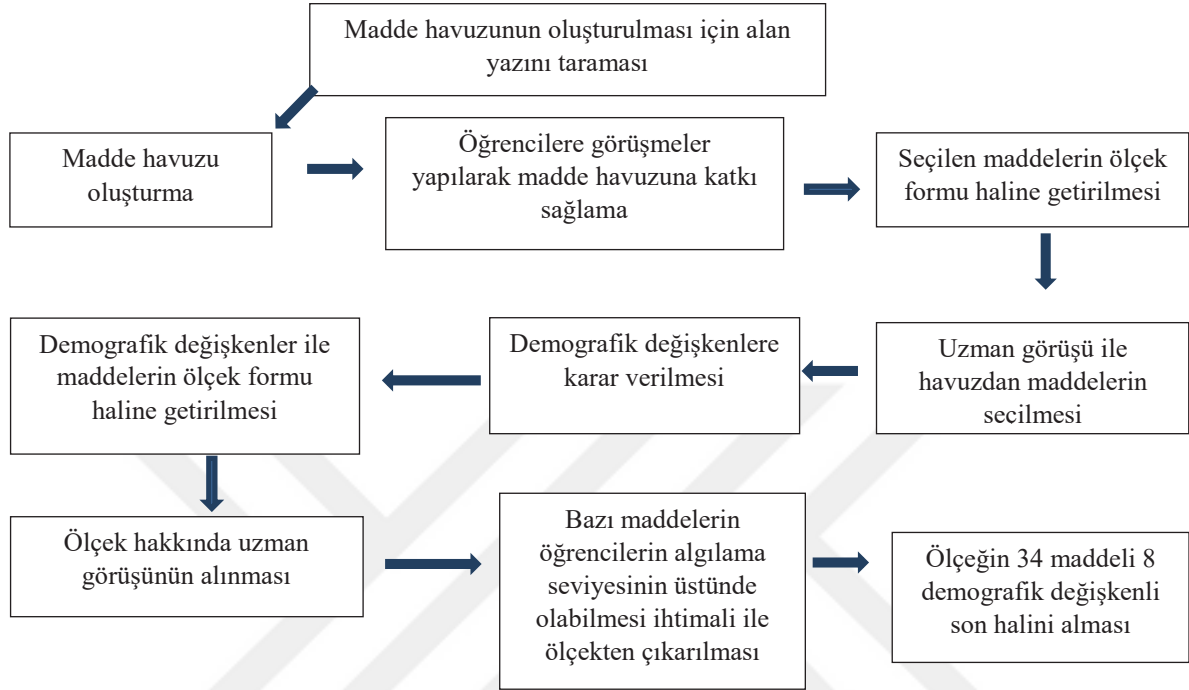 Madde havuzunun oluşturulması için alan
yazını taraması
Madde havuzu
oluşturma
Öğrencilere görüşmeler
yapılarak madde havuzuna katkı
sağlama
Seçilen maddelerin ölçek
formu haline getirilmesi
Uzman görüşü ile
havuzdan maddelerin
seçilmesi
Demografik değişkenlere
karar verilmesi
Demografik değişkenler ile
maddelerin ölçek formu
haline getirilmesi
Ölçek hakkında uzman
görüşünün alınması
Bazı maddelerin
öğrencilerin algılama
seviyesinin üstünde
olabilmesi ihtimali ile
ölçekten çıkarılması
Ölçeğin 34 maddeli 8
demografik değişkenli
son halini alması